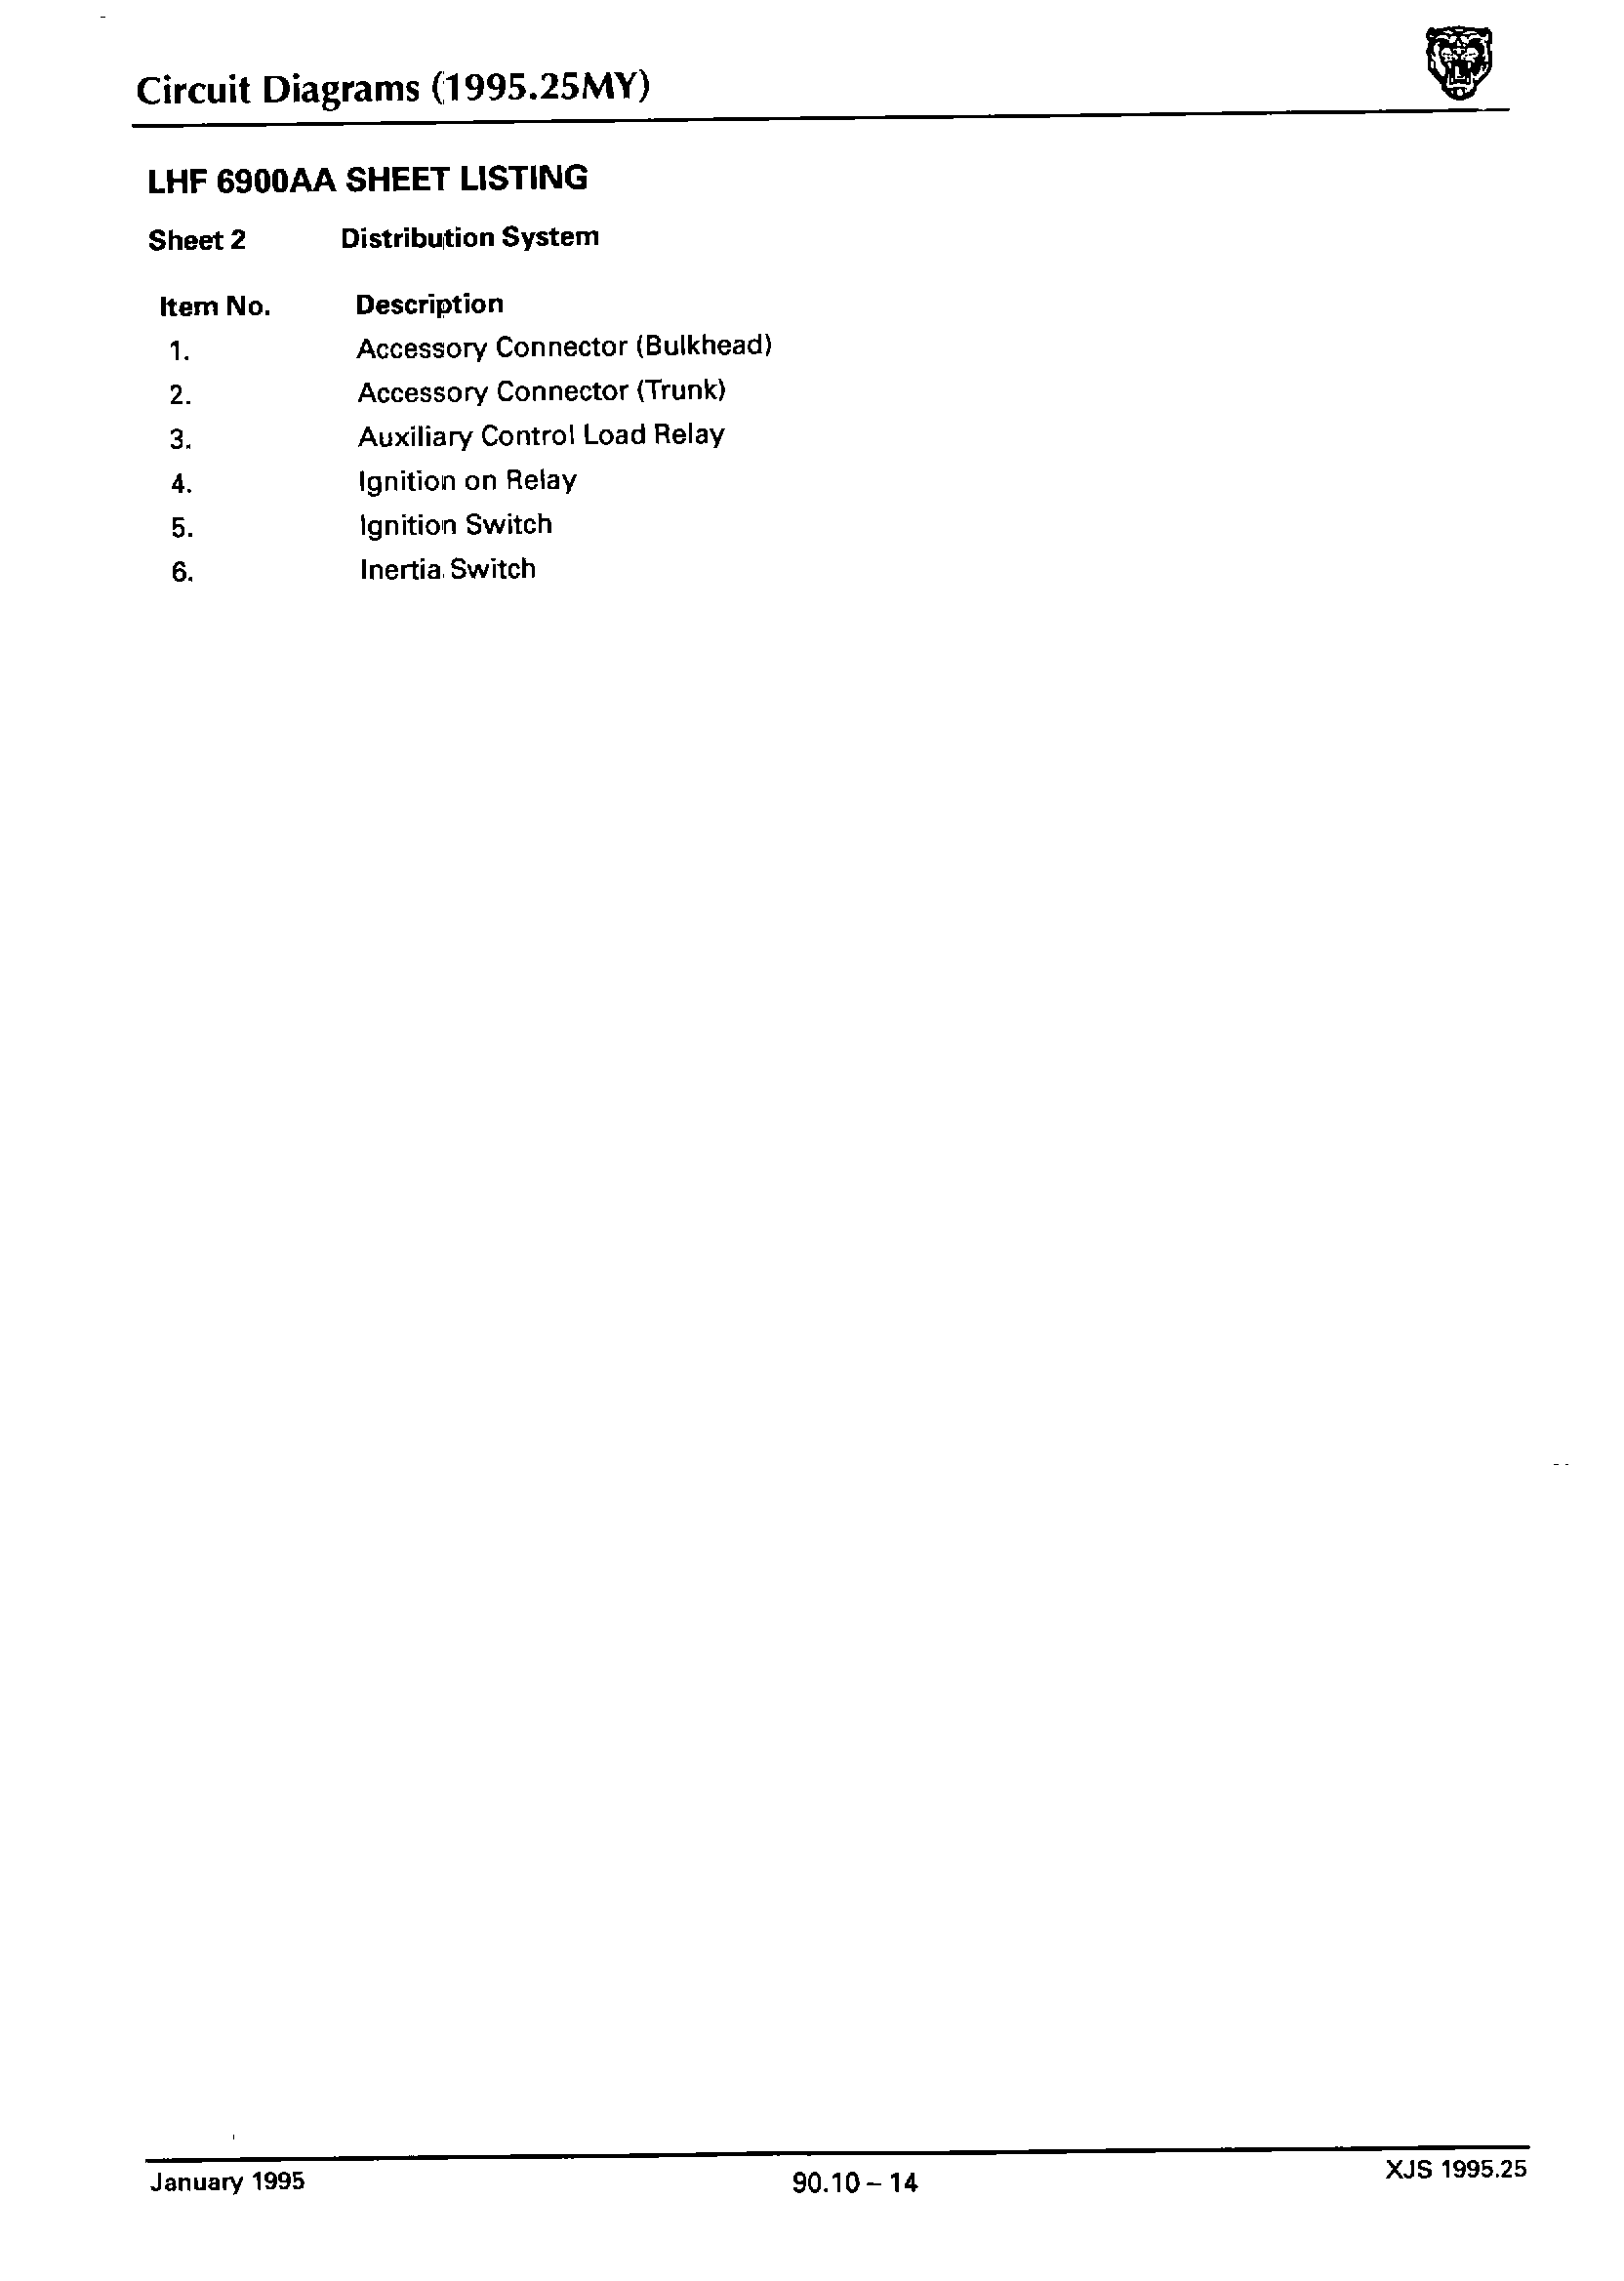 Circuit Diagrams (1995.25MY)
LHF 6900AA SHEET LISTING
Sheet 2 Distribution System
Item No. Description
1. Accessory Connector (Bulkhead)
2. Accessory Connector (Trunk)
3. Auxiliary Control Load Relay
4. Ignition on Relay
5. Ignition Switch
6. Inertia Switch
January 1995 90.10 – 14 XJS 1995.25